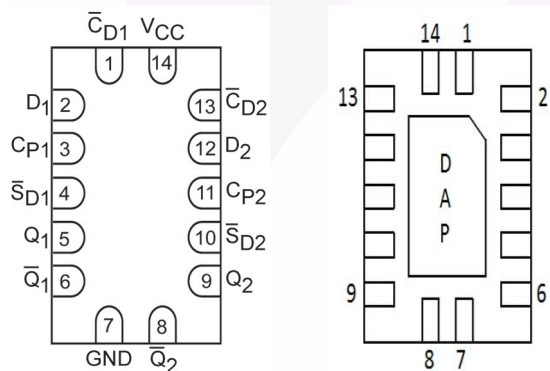 C̅D1 VCC
1 14
D1 2 13 C̅D2
CP1 3 12 D2
S̅D1 4 11 CP2
Q1 5 10 S̅D2
Q̅1 6 9 Q2
7 8
GND Q̅2
14 1
13 2
D
A
P
9 6
8 7